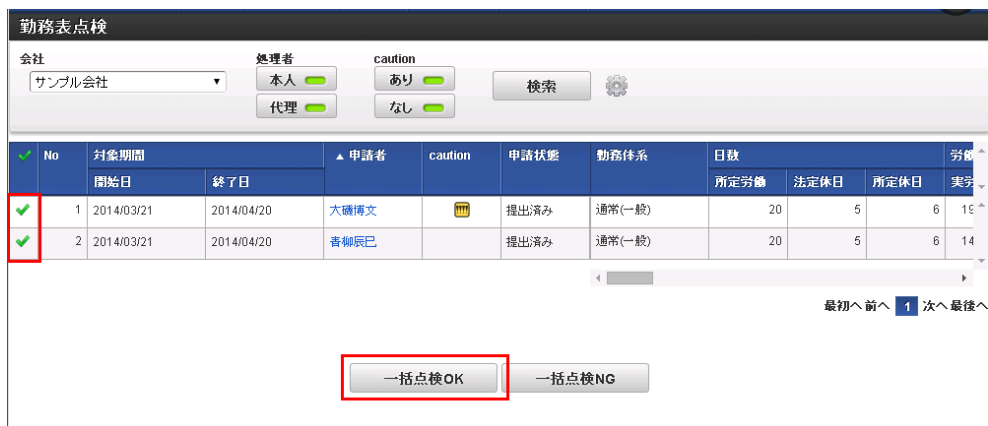 勤務表点検
会社 処理者 caution
サンプル会社 本人 あり 検索
代理 なし
No 対象期間 ▲申請者 caution 申請状態 勤務体系 日数
開始日 終了日 所定労働 法定休日 所定休日
1 2014/03/21 2014/04/20 大磯博文 提出済み 通常(一般) 20 5 6
2 2014/03/21 2014/04/20 青柳辰巳 提出済み 通常(一般) 20 5 6 14
最初へ 前へ 1 次へ 最後へ
一括点検OK 一括点検NG